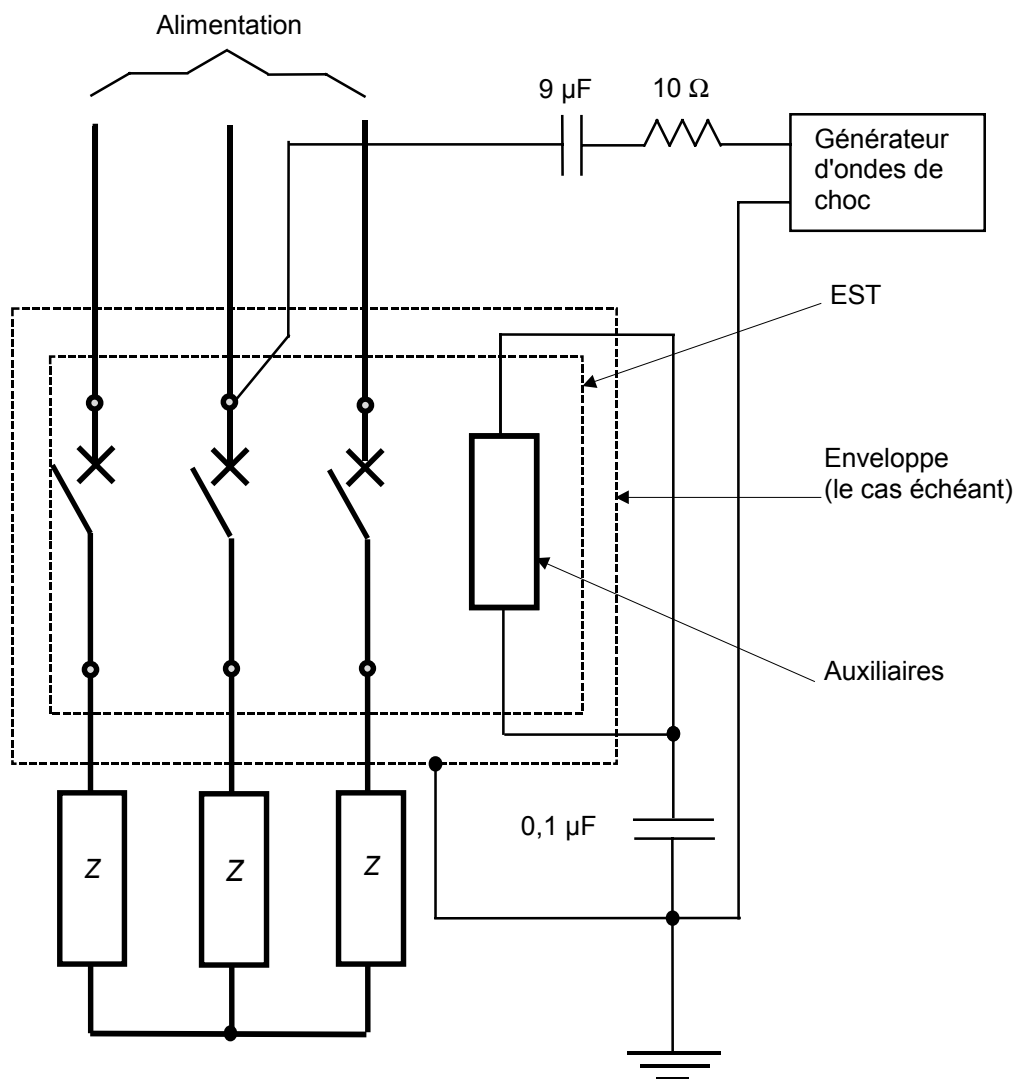 Alimentation
9 µF
10 Ω
Générateur
d'ondes de
choc
EST
Enveloppe
(le cas échéant)
Auxiliaires
0,1 µF
Z
Z
Z